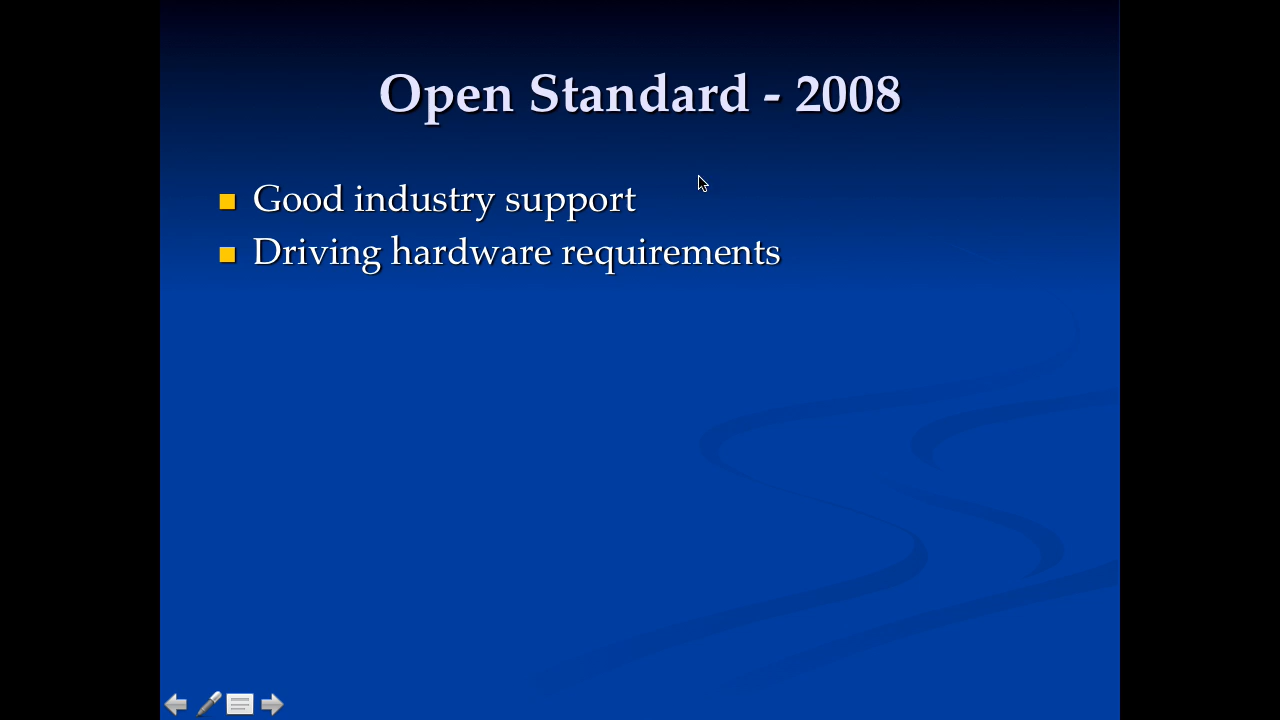 Open Standard - 2008
Good industry support
Driving hardware requirements